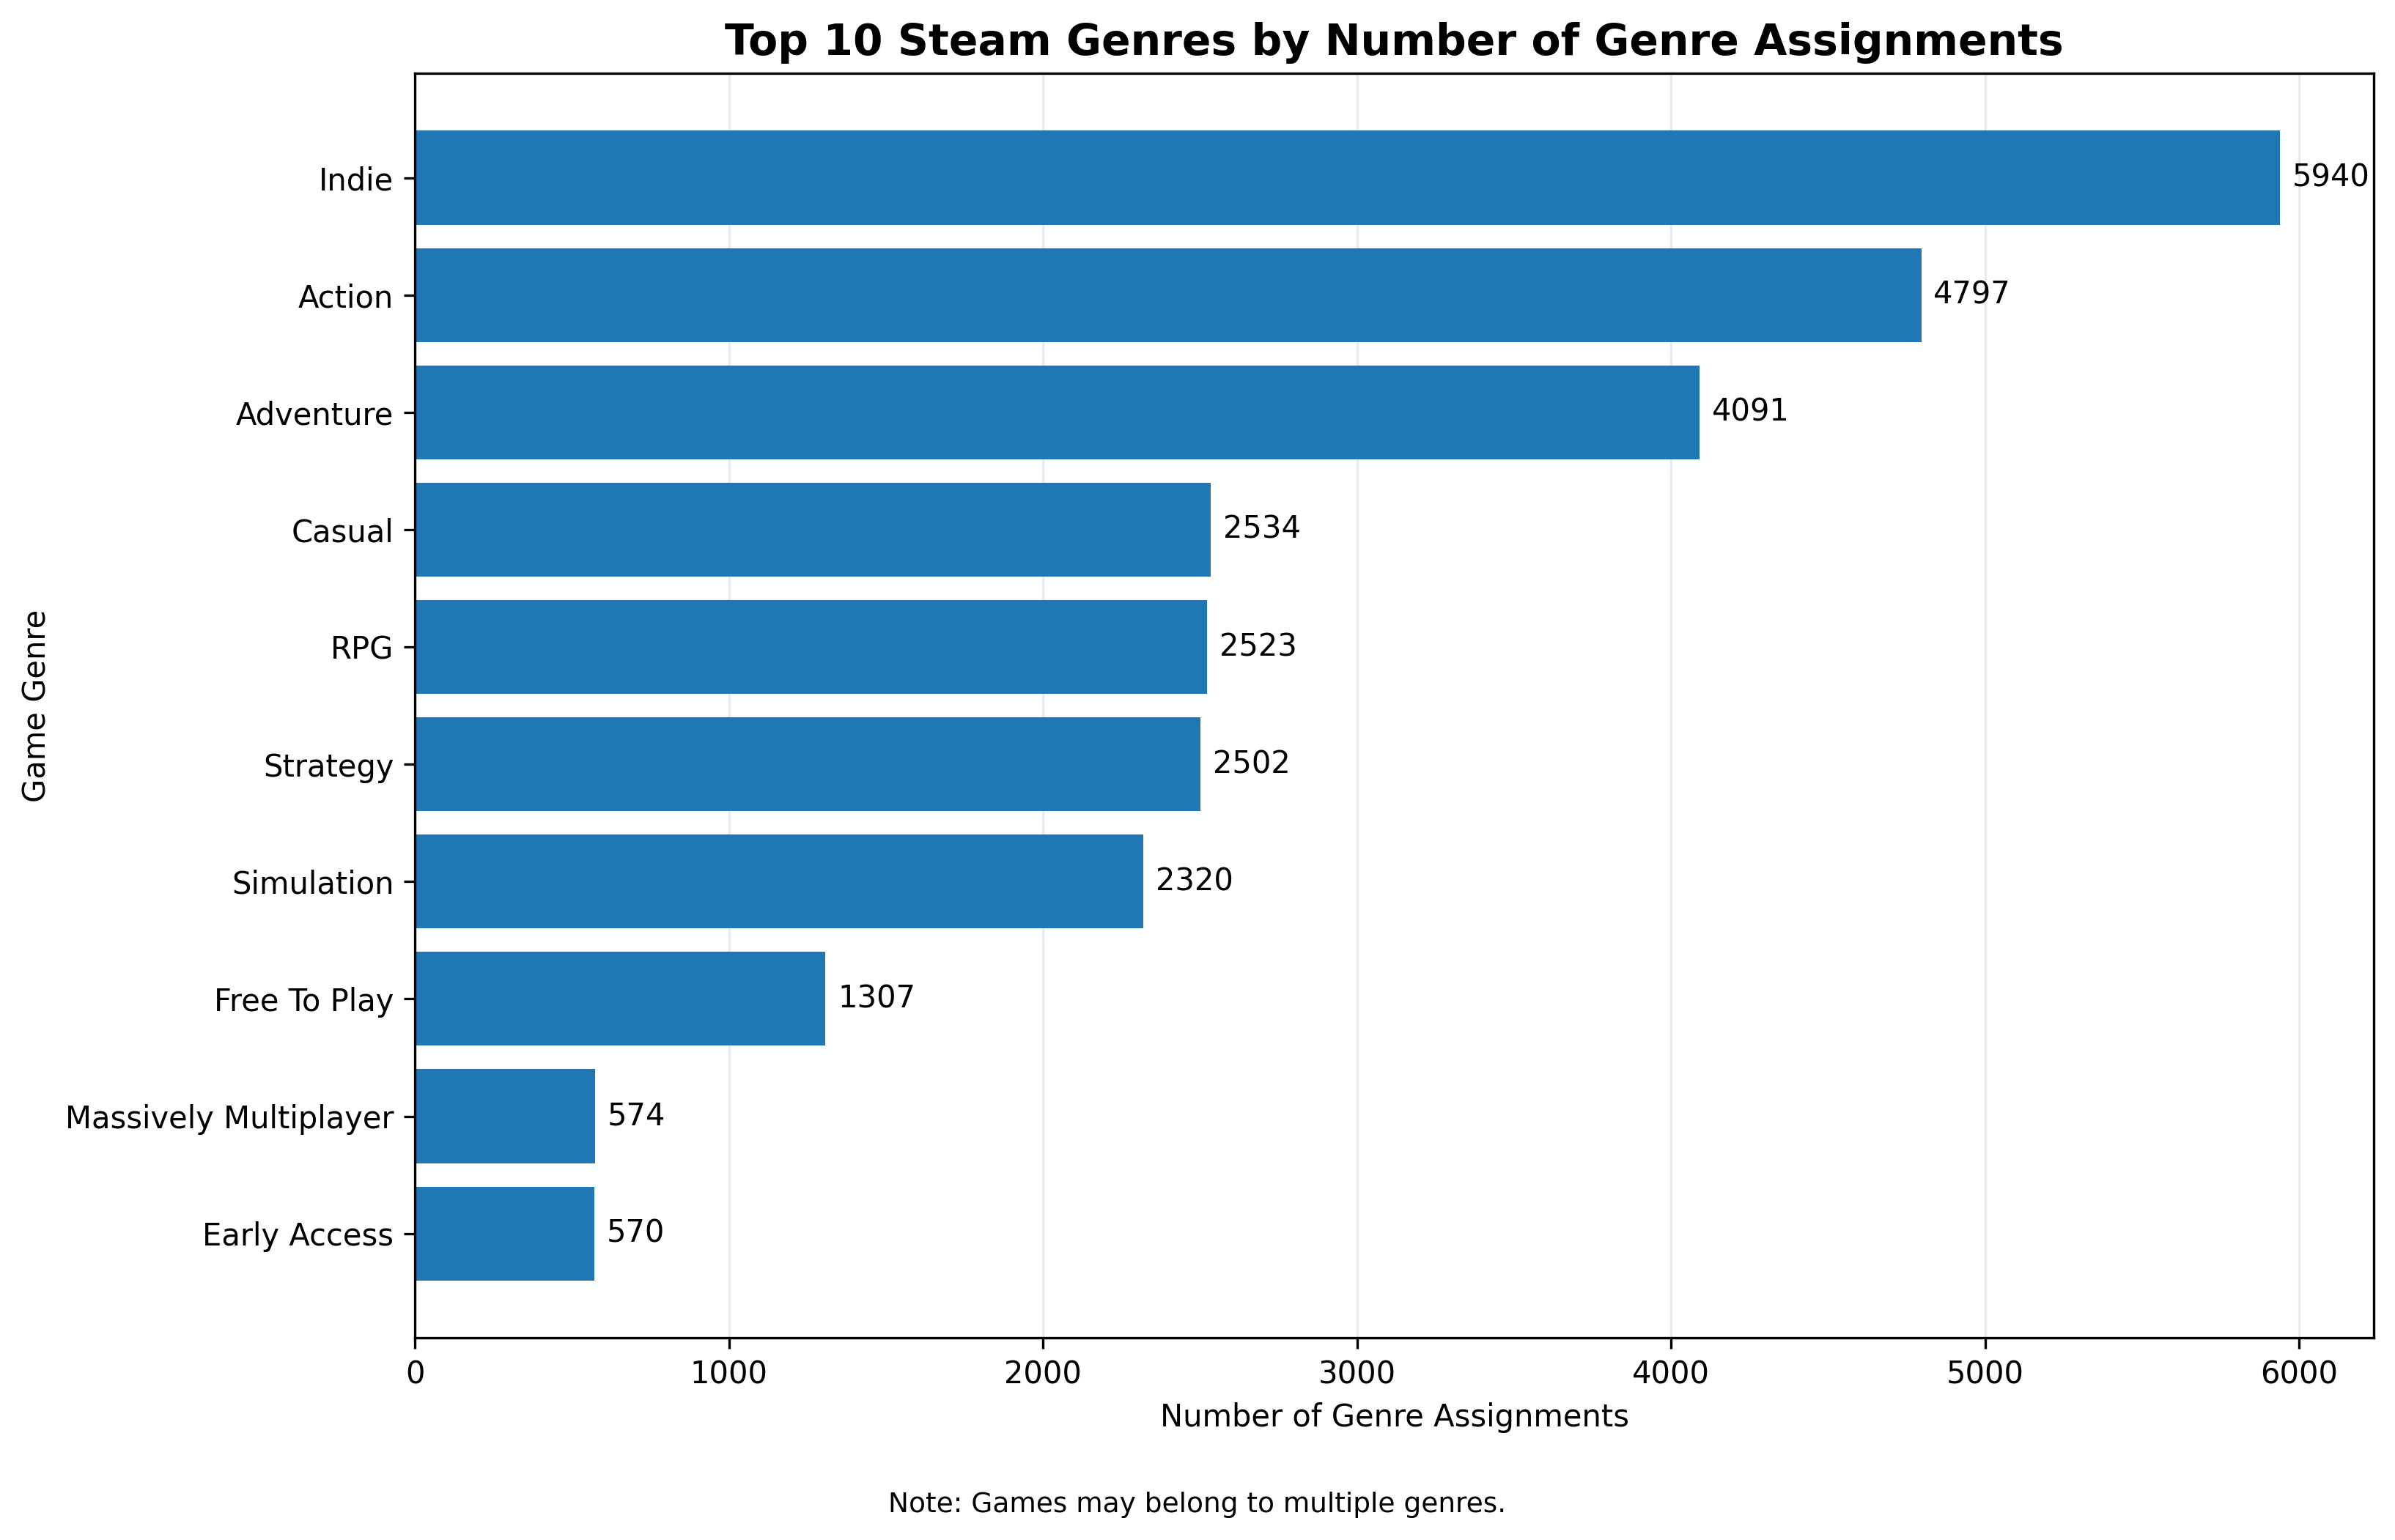 Top 10 Steam Genres by Number of Genre Assignments
Game Genre
Indie 5940
Action 4797
Adventure 4091
Casual 2534
RPG 2523
Strategy 2502
Simulation 2320
Free To Play 1307
Massively Multiplayer 574
Early Access 570
0 1000 2000 3000 4000 5000 6000
Number of Genre Assignments
Note: Games may belong to multiple genres.